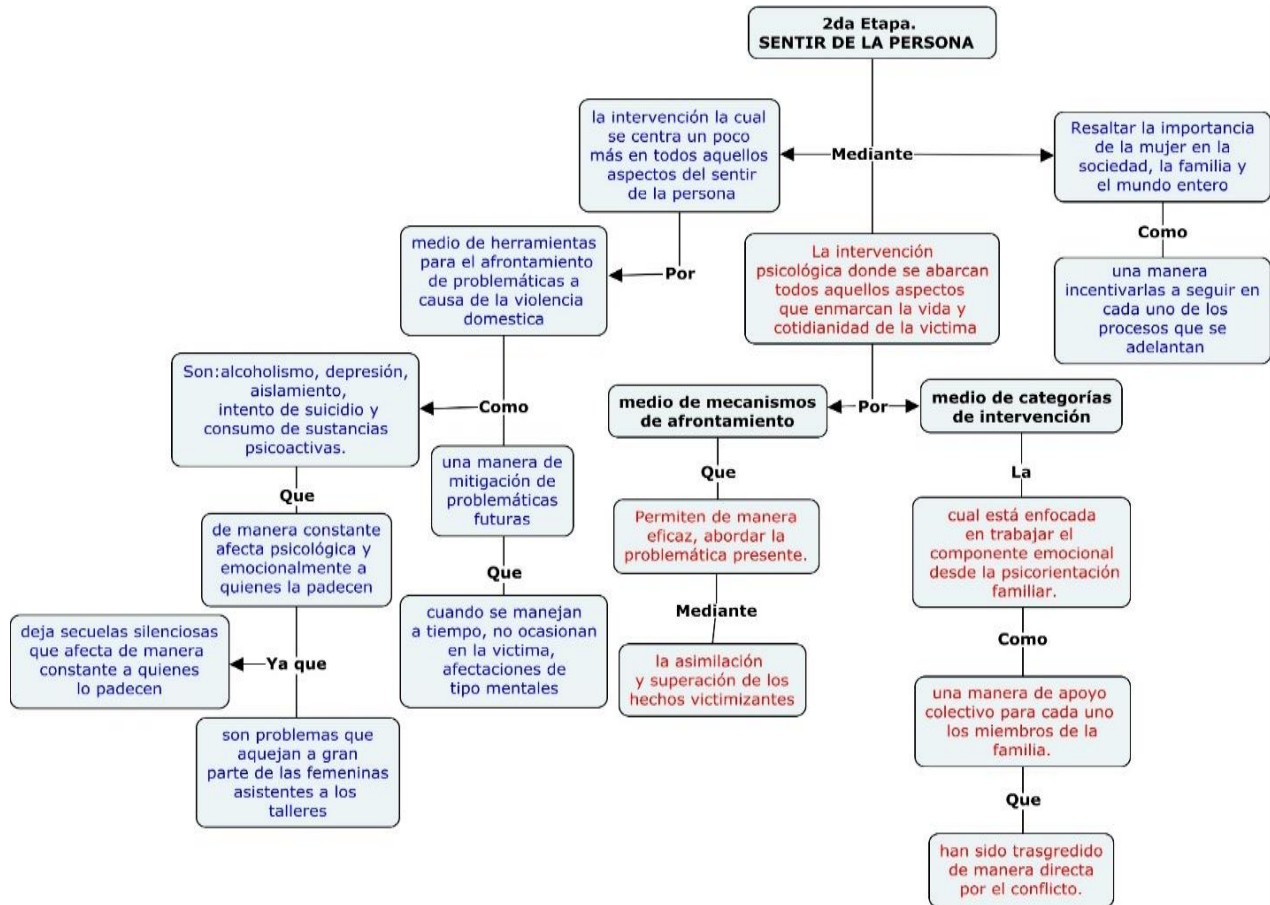 2da Etapa.
SENTIR DE LA PERSONA
Mediante
la intervención la cual
se centra un poco
más en todos aquellos
aspectos del sentir
de la persona
Por
medio de herramientas
para el afrontamiento
de problemáticas a
causa de la violencia
domestica
Como
Son:alcoholismo, depresión,
aislamiento,
intento de suicidio y
consumo de sustancias
psicoactivas.
Que
de manera constante
afecta psicológica y
emocionalmente a
quienes la padecen
Ya que
deja secuelas silenciosas
que afecta de manera
constante a quienes
lo padecen
son problemas que
aquejan a gran
parte de las femeninas
asistentes a los
talleres
una manera de
mitigación de
problemáticas
futuras
Que
cuando se manejan
a tiempo, no ocasionan
en la victima,
afectaciones de
tipo mentales
La intervención
psicológica donde se abarcan
todos aquellos aspectos
que enmarcan la vida y
cotidianidad de la victima
Por
medio de mecanismos
de afrontamiento
Que
Permiten de manera
eficaz, abordar la
problemática presente.
Mediante
la asimilación
y superación de los
hechos victimizantes
medio de categorías
de intervención
La
cual está enfocada
en trabajar el
componente emocional
desde la psicorientación
familiar.
Como
una manera de apoyo
colectivo para cada uno
los miembros de la
familia.
Que
han sido trasgredido
de manera directa
por el conflicto.
Resaltar la importancia
de la mujer en la
sociedad, la familia y
el mundo entero
Como
una manera
incentivarlas a seguir en
cada uno de los
procesos que se
adelantan